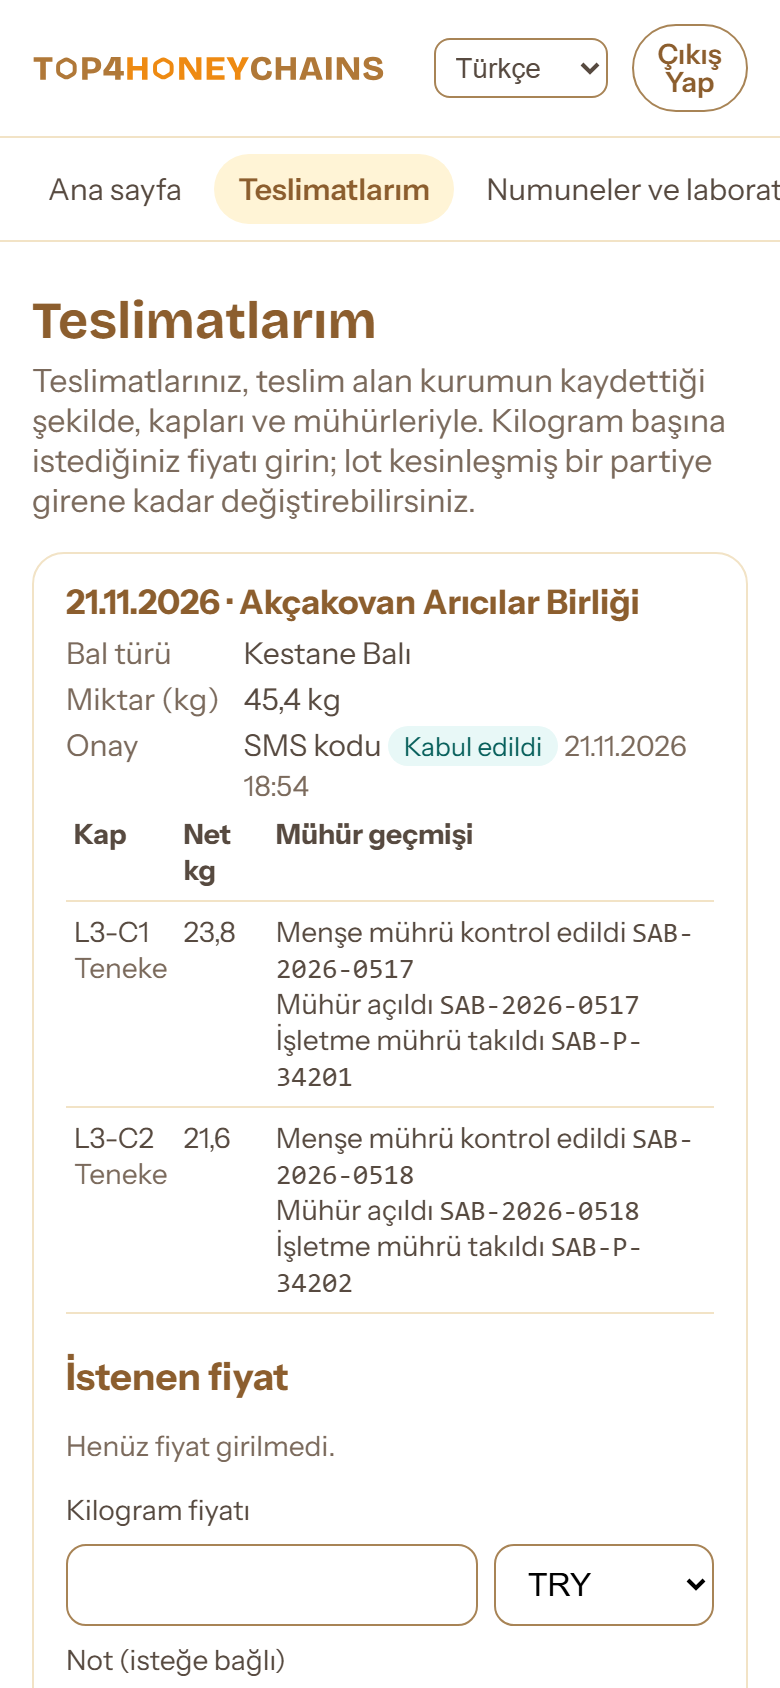 TOP4HONEYCHAINS
Türkçe
Çıkış
Yap
Ana sayfa
Teslimatlarım
Numuneler ve laborat
Teslimatlarım
Teslimatlarınız, teslim alan kurumun kaydettiği
şekilde, kapları ve mühürleriyle. Kilogram başına
istediğiniz fiyatı girin; lot kesinleşmiş bir partiye
girene kadar değiştirebilirsiniz.
21.11.2026 · Akçakovan Arıcılar Birliği
Bal türü Kestane Balı
Miktar (kg) 45,4 kg
Onay SMS kodu Kabul edildi 21.11.2026
18:54
Kap Net Mühür geçmişi
kg
L3-C1 23,8 Menşe mührü kontrol edildi SAB-
Teneke 2026-0517
Mühür açıldı SAB-2026-0517
İşletme mührü takıldı SAB-P-
34201
L3-C2 21,6 Menşe mührü kontrol edildi SAB-
Teneke 2026-0518
Mühür açıldı SAB-2026-0518
İşletme mührü takıldı SAB-P-
34202
İstenen fiyat
Henüz fiyat girilmedi.
Kilogram fiyatı
TRY
Not (isteğe bağlı)